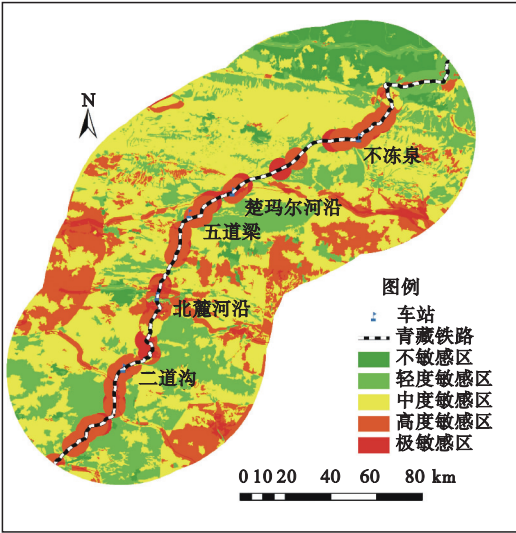 N
不冻泉
楚玛尔河沿
五道梁
北麓河沿
二道沟
图例
车站
青藏铁路
不敏感区
轻度敏感区
中度敏感区
高度敏感区
极敏感区
0 10 20 40 60 80 km